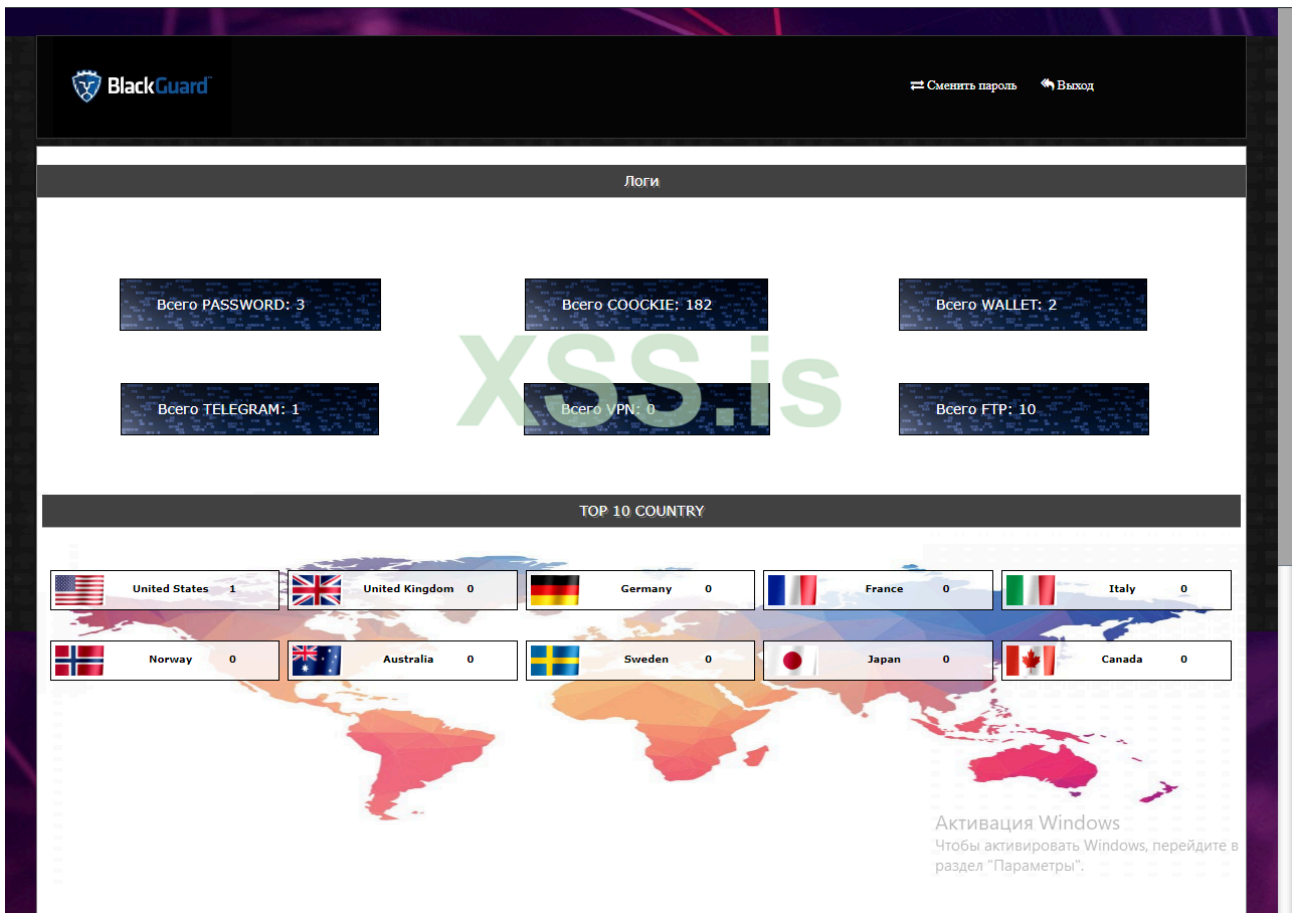 BlackGuard
Сменить пароль Выход
Логи
Всего PASSWORD: 3 Всего COOCKIE: 182 Всего WALLET: 2
XSS.is
Всего TELEGRAM: 1 Всего VPN: 0 Всего FTP: 10
TOP 10 COUNTRY
United States 1 United Kingdom 0 Germany 0 France 0 Italy 0
Norway 0 Australia 0 Sweden 0 Japan 0 Canada 0
Активация Windows
Чтобы активировать Windows, перейдите в
раздел "Параметры".